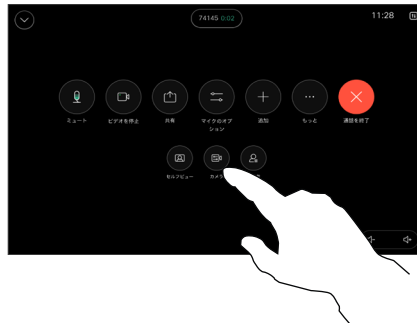 74145 0:02
11:28
ミュート
ビデオを停止
共有
マイクのオプ
ション
追加
もっと
通話を終了
セルフビュー
カメラ